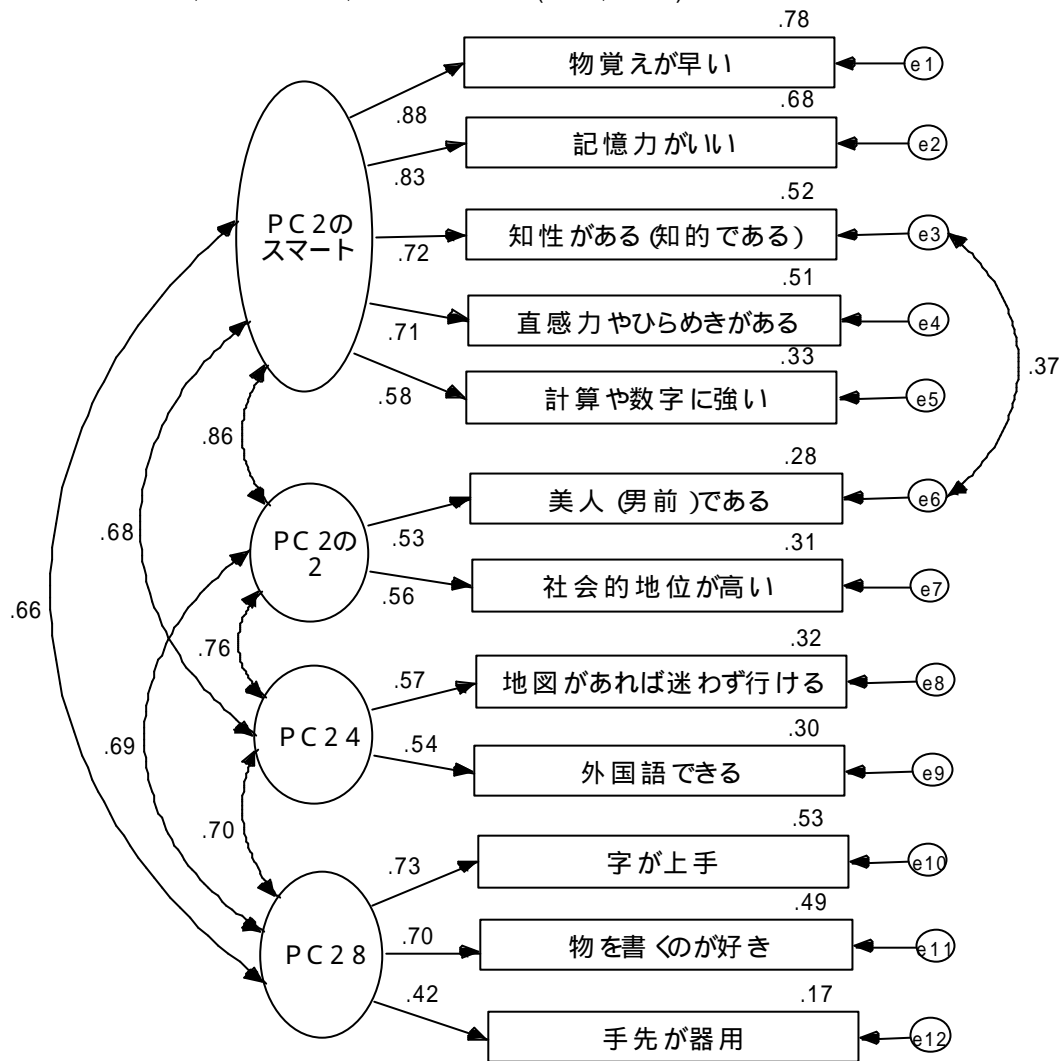 .78
物覚えが早い
e1
.88
.68
記憶力がいい
e2
.83
PC2の
スマート
.52
知性がある(知的である)
e3
.72
.51
直感力やひらめきがある
e4
.71
.33
計算や数字に強い
e5
.58
.37
.86
.28
美人(男前)である
e6
.53
PC2の
2
.31
社会的地位が高い
e7
.56
.68
.66
.76
.32
地図があれば迷わず行ける
e8
.57
PC24
.30
外国語できる
e9
.54
.69
.70
.53
字が上手
e10
.73
.49
物を書くのが好き
e11
.70
PC28
.17
手先が器用
e12
.42